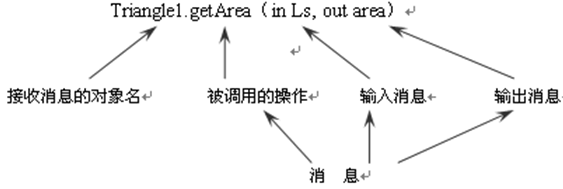 Triangle1.getArea（in Ls, out area）
接收消息的对象名 被调用的操作 输入消息 输出消息
消 息